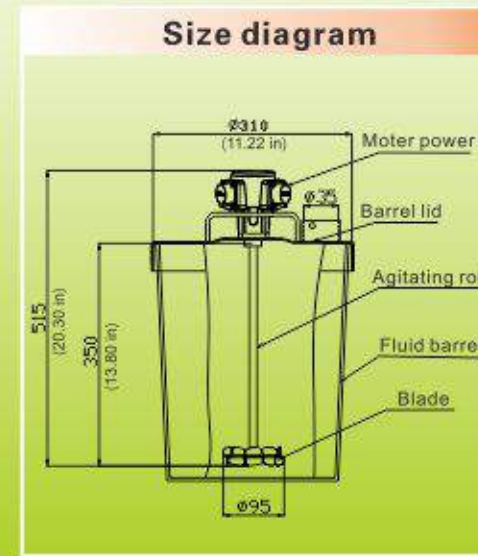 Size diagram
Ø310
(11.22 in)
Moter power
Ø35
Barrel lid
Agitating ro
515
(20.30 in)
350
(13.80 in)
Fluid barre
Blade
Ø95